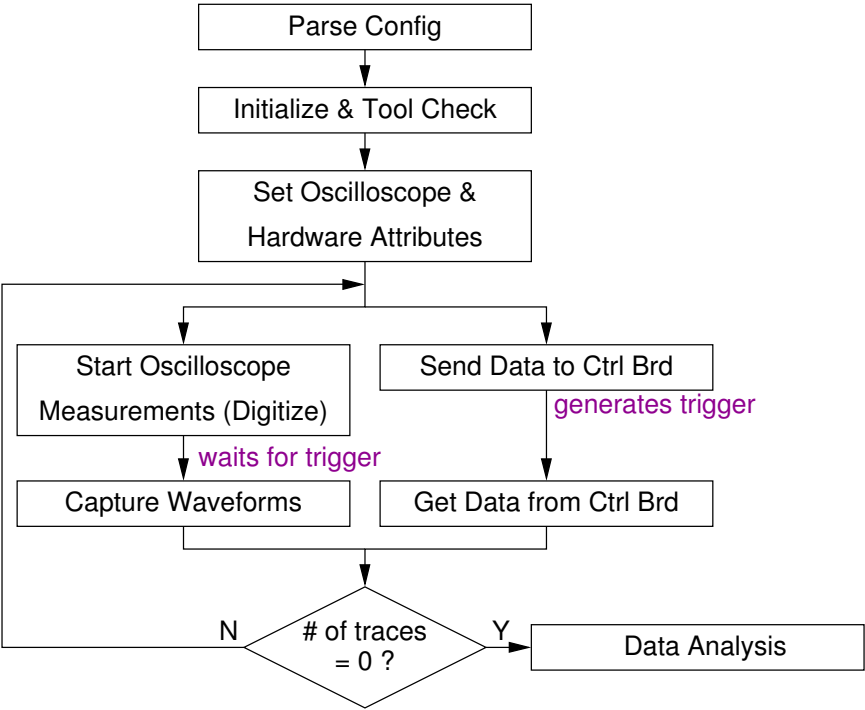 Parse Config
Initialize & Tool Check
Set Oscilloscope &
Hardware Attributes
Start Oscilloscope
Measurements (Digitize)
waits for trigger
Capture Waveforms
Send Data to Ctrl Brd
generates trigger
Get Data from Ctrl Brd
# of traces
= 0 ?
N
Y
Data Analysis